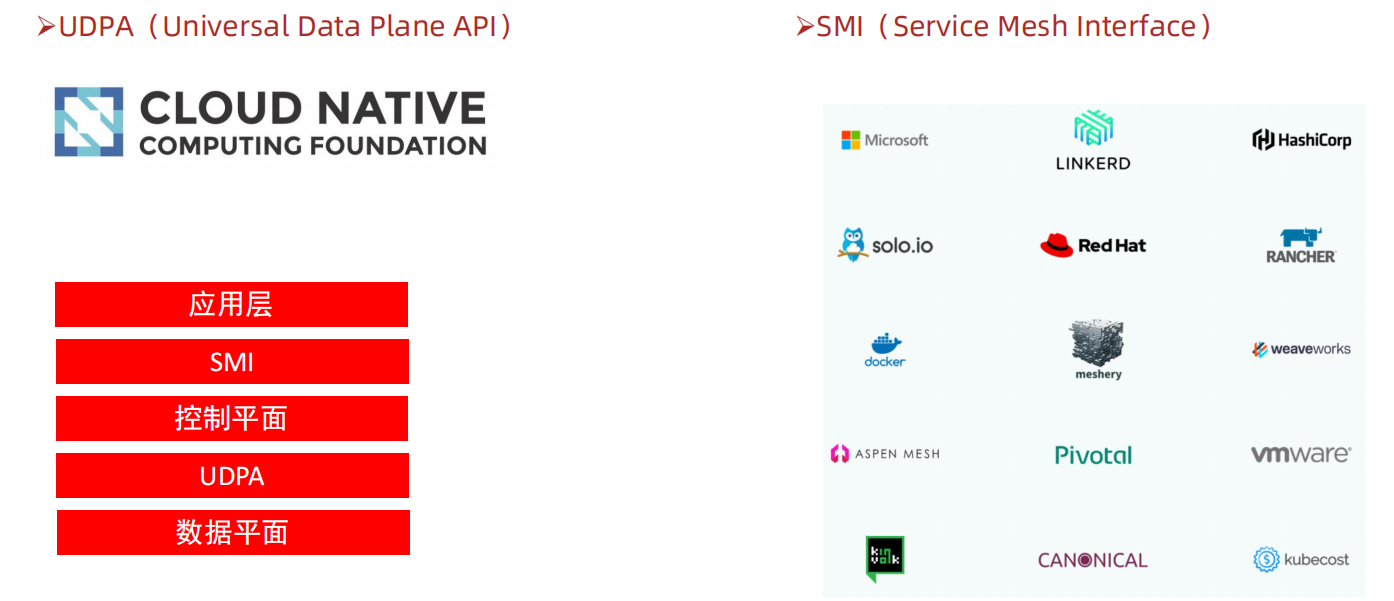 ➢UDPA（Universal Data Plane API）
CLOUD NATIVE
COMPUTING FOUNDATION
应用层
SMI
控制平面
UDPA
数据平面
➢SMI（Service Mesh Interface）
Microsoft
LINKERD
HashiCorp
solo.io
Red Hat
RANCHER
docker
meshery
weaveworks
ASPEN MESH
Pivotal
vmware®
kin
volk
CANONICAL
kubecost